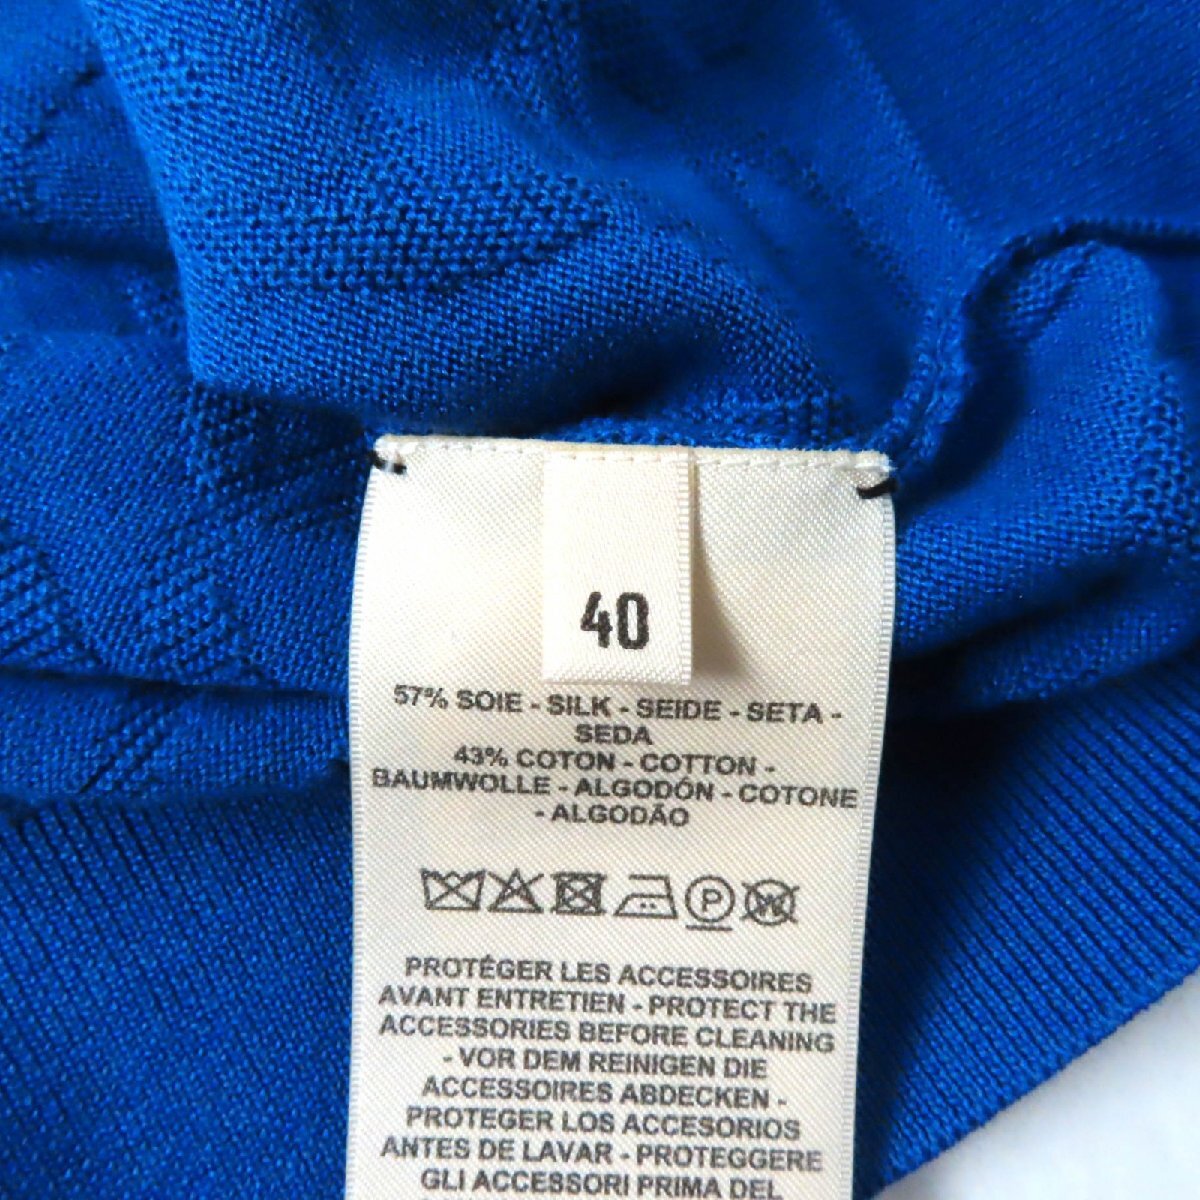 40
57% SOIE - SILK - SEIDE - SETA -
SEDA
43% COTON - COTTON -
BAUMWOLLE - ALGODÓN - COTONE
- ALGODÃO
P W
PROTÉGER LES ACCESSOIRES
AVANT ENTRETIEN - PROTECT THE
ACCESSORIES BEFORE CLEANING
- VOR DEM REINIGEN DIE
ACCESSOIRES ABDECKEN -
PROTEGER LOS ACCESORIOS
ANTES DE LAVAR - PROTEGGERE
GLI ACCESSORI PRIMA DEL